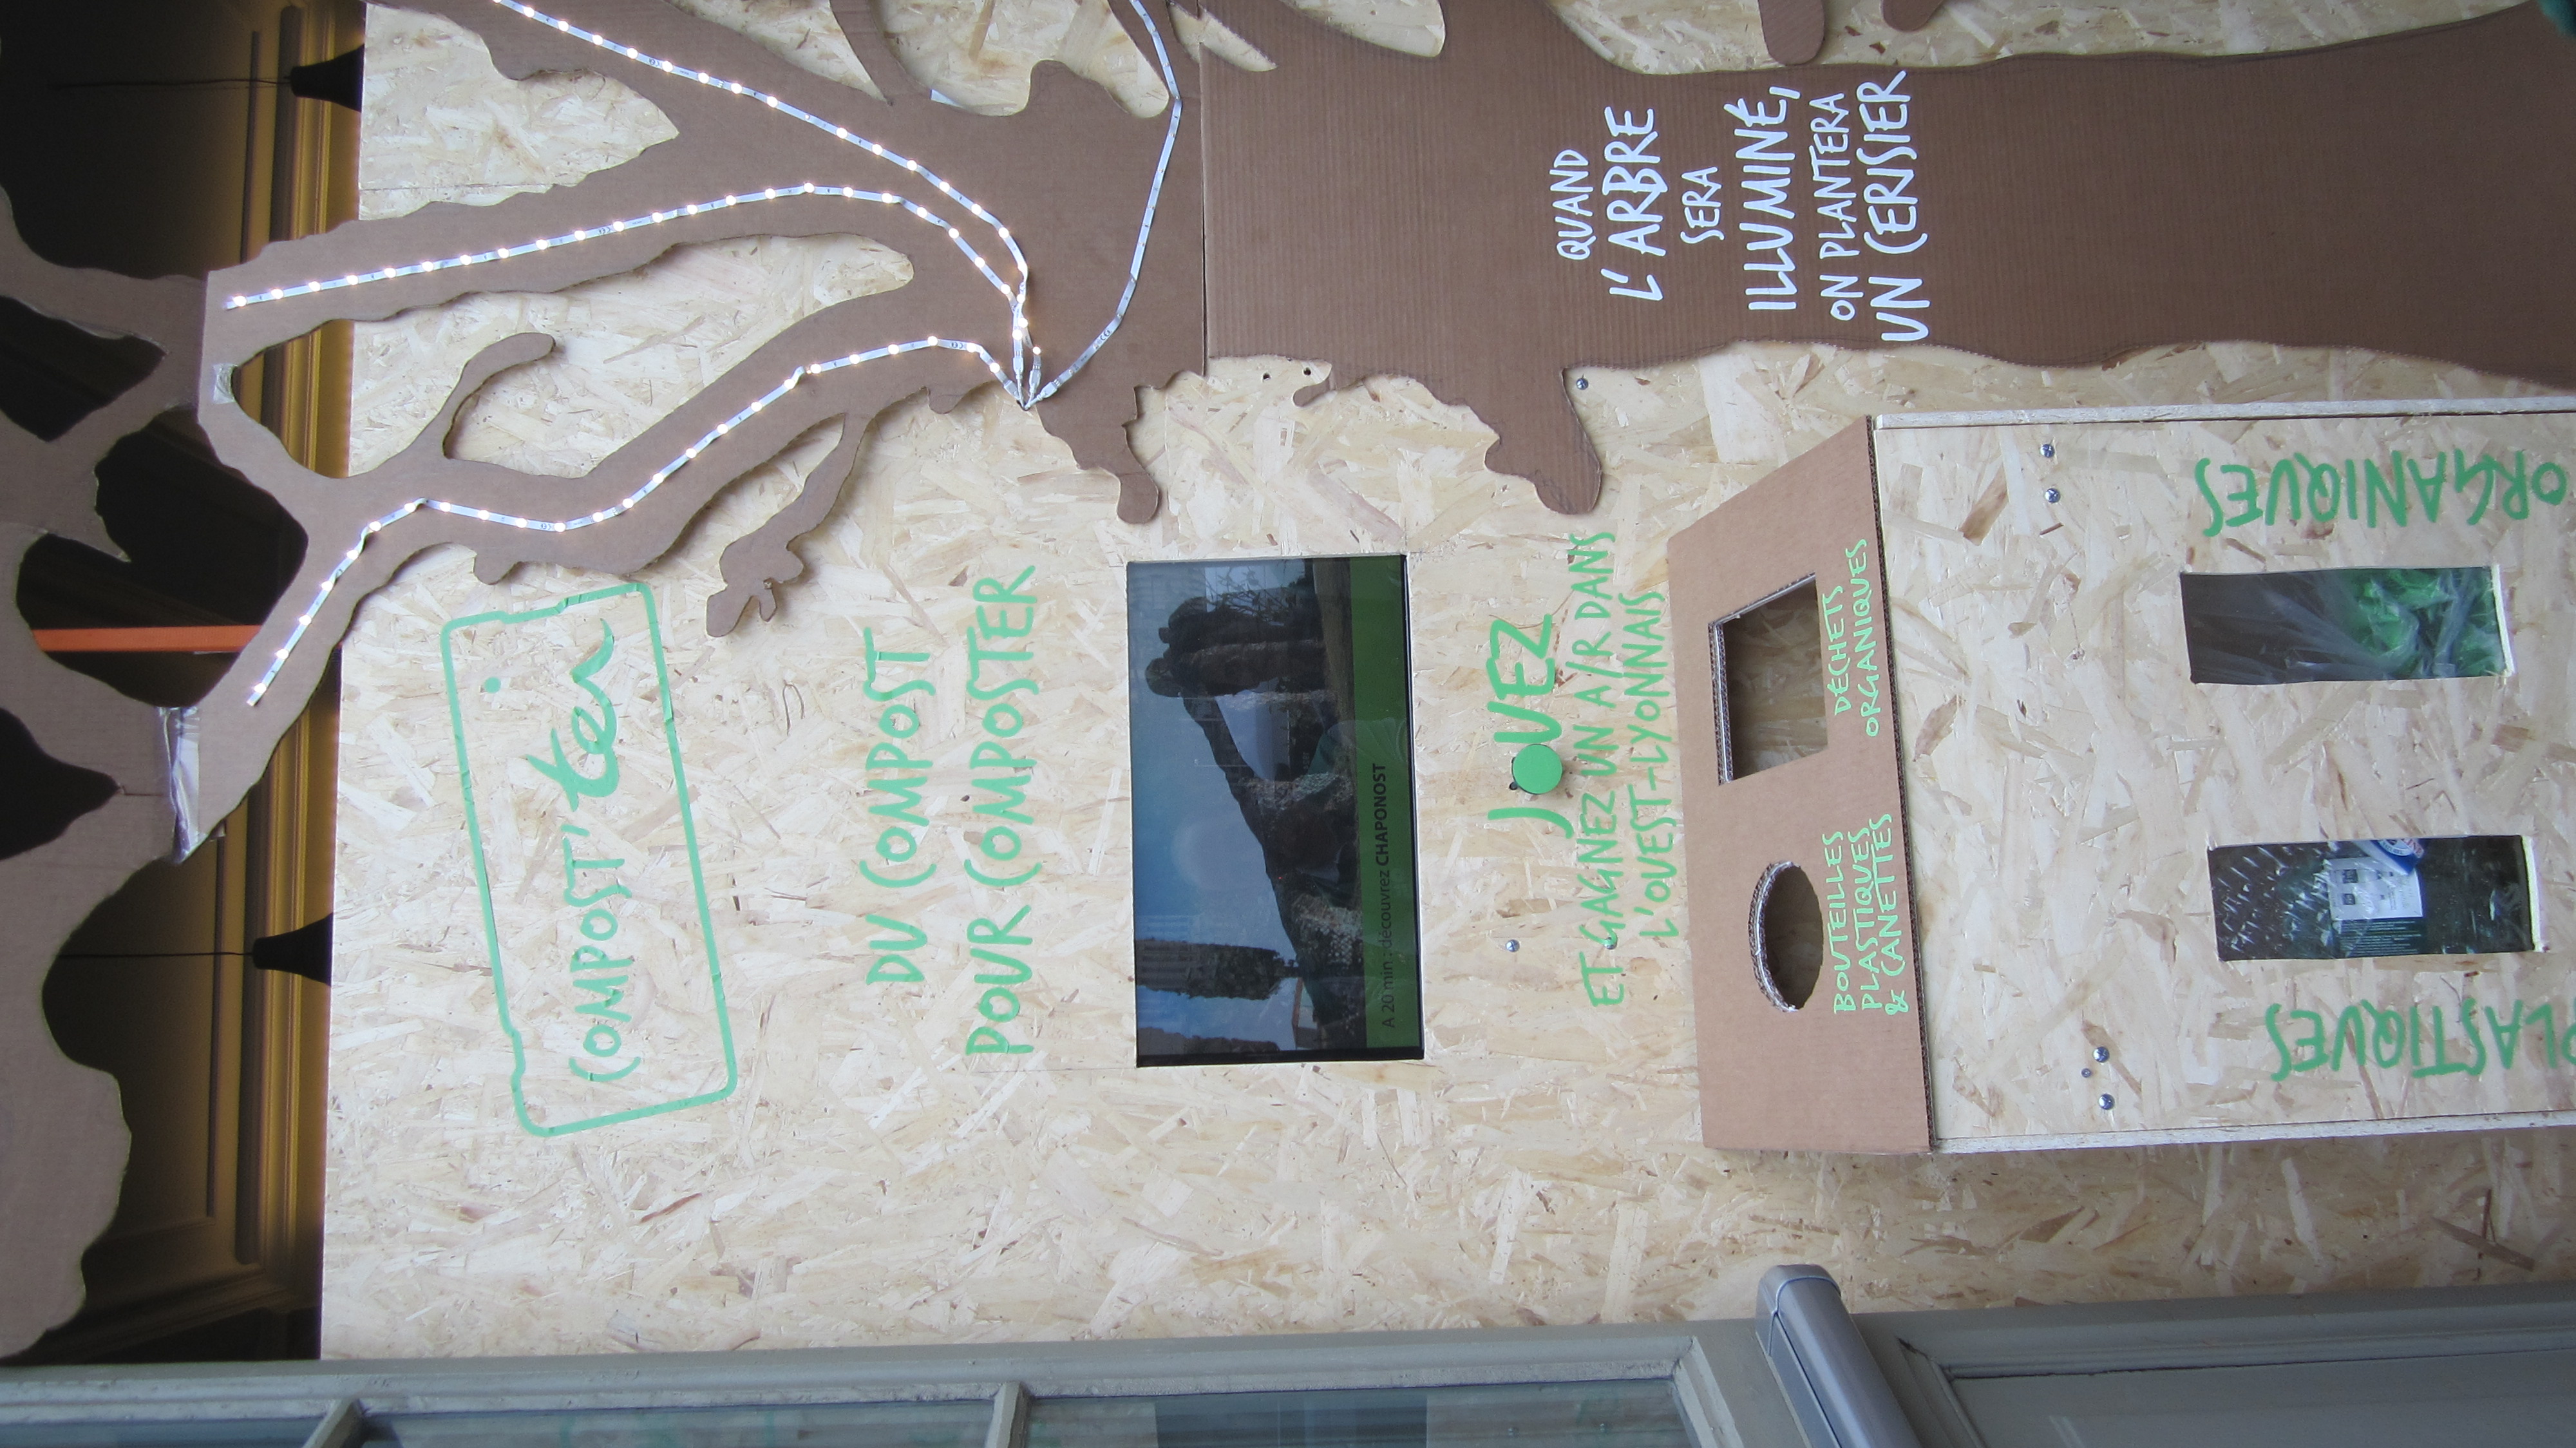 COMPOST'ter
DU COMPOST
POUR COMPOSTER
A 20 min : découvrez CHAPONOST
JOUEZ
ET GAGNEZ UN A/R DANS
L'OUEST-LYONNAIS
BOUTEILLES
PLASTIQUES
& CANETTES
DÉCHETS
ORGANIQUES
PLASTIQUES
ORGANIQUES
QUAND
L'ARBRE
SERA
ILLUMINÉ,
ON PLANTERA
UN CERISIER